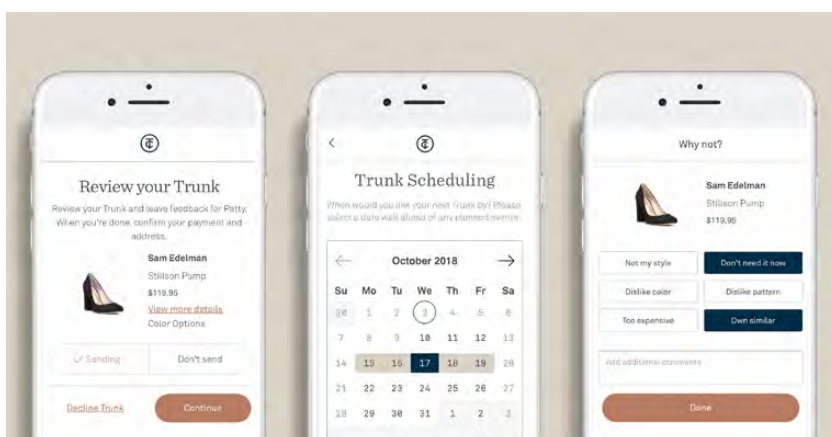 Review your Trunk
Review your Trunk and leave feedback for Patty.
When you're done, confirm your payment and
address.
Sam Edelman
Stillson Pump
$119.95
View more details
Color Options
✓ Sending
Don't send
Decline Trunk
Continue
Trunk Scheduling
When would you like your next Trunk by? Please
select a date well ahead of any planned events.
← October 2018 →
Su Mo Tu We Th Fr Sa
30 1 2 3 4 5 6
7 8 9 10 11 12 13
14 15 16 17 18 19 20
21 22 23 24 25 26 27
28 29 30 31 1 2 3
Why not?
Sam Edelman
Stillson Pump
$119.95
Not my style
Don't need it now
Dislike color
Dislike pattern
Too expensive
Own similar
Add additional comments
Done